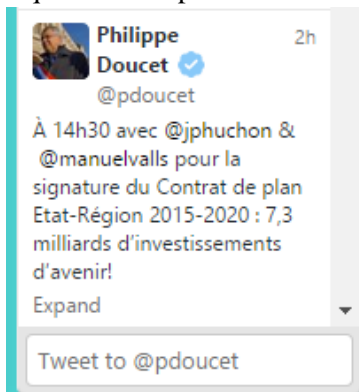 Philippe 2h
Doucet
@pdoucet
À 14h30 avec @jphuchon &
@manuelvalls pour la
signature du Contrat de plan
Etat-Région 2015-2020 : 7,3
milliards d’investissements
d’avenir!
Expand
Tweet to @pdoucet